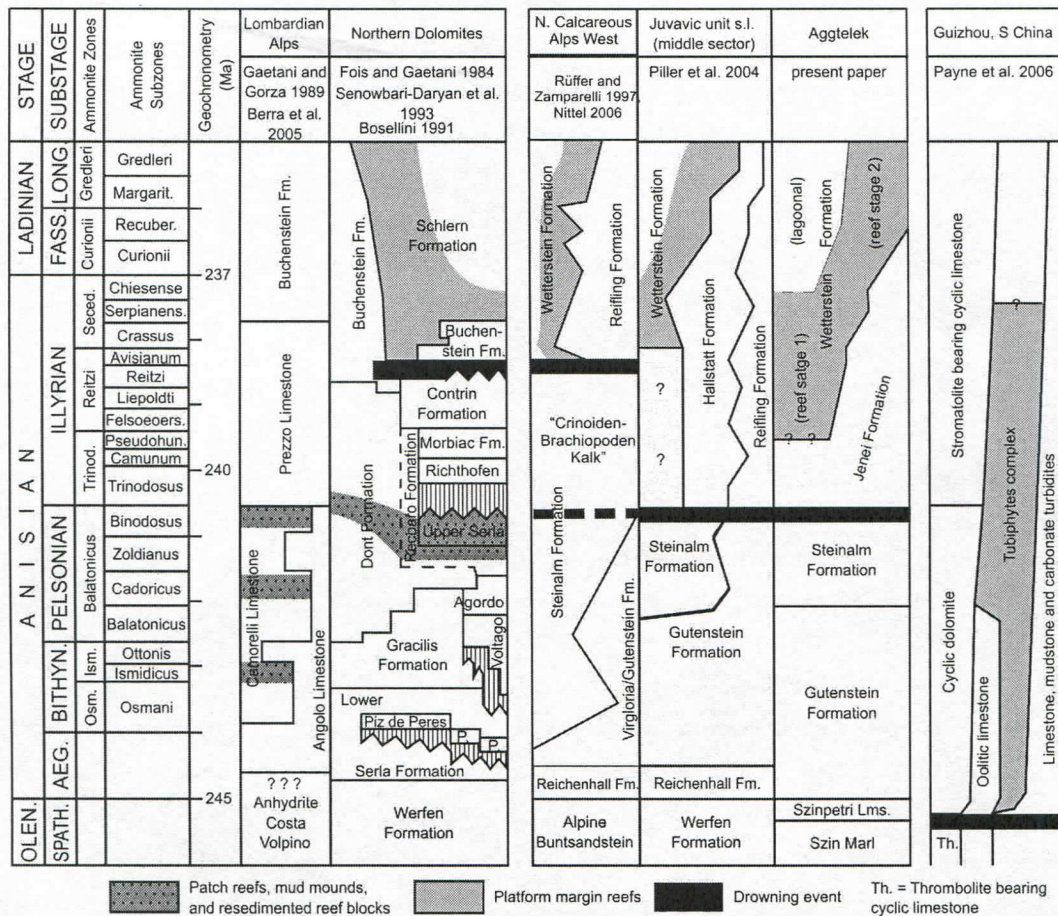 STAGE
SUBSTAGE
Ammonite Zones
Ammonite
Subzones
Geochronometry
(Ma)
Lombardian
Alps
Northern Dolomites
N. Calcareous
Alps West
Juvavic unit s.l.
(middle sector)
Aggtelek
Guizhou, S China
Gaetani and
Gorza 1989
Berra et al.
2005
Fois and Gaetani 1984
Senowbari-Daryan et al.
1993
Bosellini 1991
Rüffer and
Zamparelli 1997,
Nittel 2006
Piller et al. 2004
present paper
Payne et al. 2006
LADINIAN
ANISIAN
OLEN.
LONG.
FASS.
ILLYRIAN
PELSONIAN
BITHYN.
AEG.
SPATH.
Gredleri
Curionii
Seced.
Reitzi
Trinod.
Balatonicus
Ism.
Osm.
Gredleri
Margarit.
Recuber.
Curionii
Chiesense
Serpianens.
Crassus
Avisianum
Reitzi
Liepoldti
Felsoeoers.
Pseudohun.
Camunum
Trinodosus
Binodosus
Zoldianus
Cadoricus
Balatonicus
Ottonis
Ismidicus
Osmani
237
240
245
Buchenstein Fm.
Prezzo Limestone
Camorelli Limestone
Angolo Limestone
? ? ?
Anhydrite
Costa
Volpino
Buchenstein Fm.
Schlern
Formation
Buchen-
stein Fm.
Contrin
Formation
Morbiac Fm.
Richthofen
Dont Formation
Recoaro Formation
Upper Serla
Agordo
Voltago
Gracilis
Formation
Lower
Piz de Peres
P.
P.
Serla Formation
Werfen
Formation
Wetterstein Formation
Reifling Formation
"Crinoiden-
Brachiopoden
Kalk"
Steinalm Formation
Virgloria/Gutenstein Fm.
Reichenhall Fm.
Alpine
Buntsandstein
Wetterstein Formation
Hallstatt Formation
Reifling Formation
?
?
Steinalm
Formation
Gutenstein
Formation
Reichenhall Fm.
Werfen
Formation
(lagoonal)
Formation
(reef stage 2)
Wetterstein
(reef satge 1)
? ?
Jenei Formation
Steinalm
Formation
Gutenstein
Formation
Szinpetri Lms.
Szin Marl
Stromatolite bearing cyclic limestone
?
Tubiphytes complex
Cyclic ddolomite
Oolitic limestone
Limestone, mudstone and carbonate turbidites
Th.
Patch reefs, mud mounds,
and resedimented reef blocks
Platform margin reefs
Drowning event
Th. = Thrombolite bearing
cyclic limestone